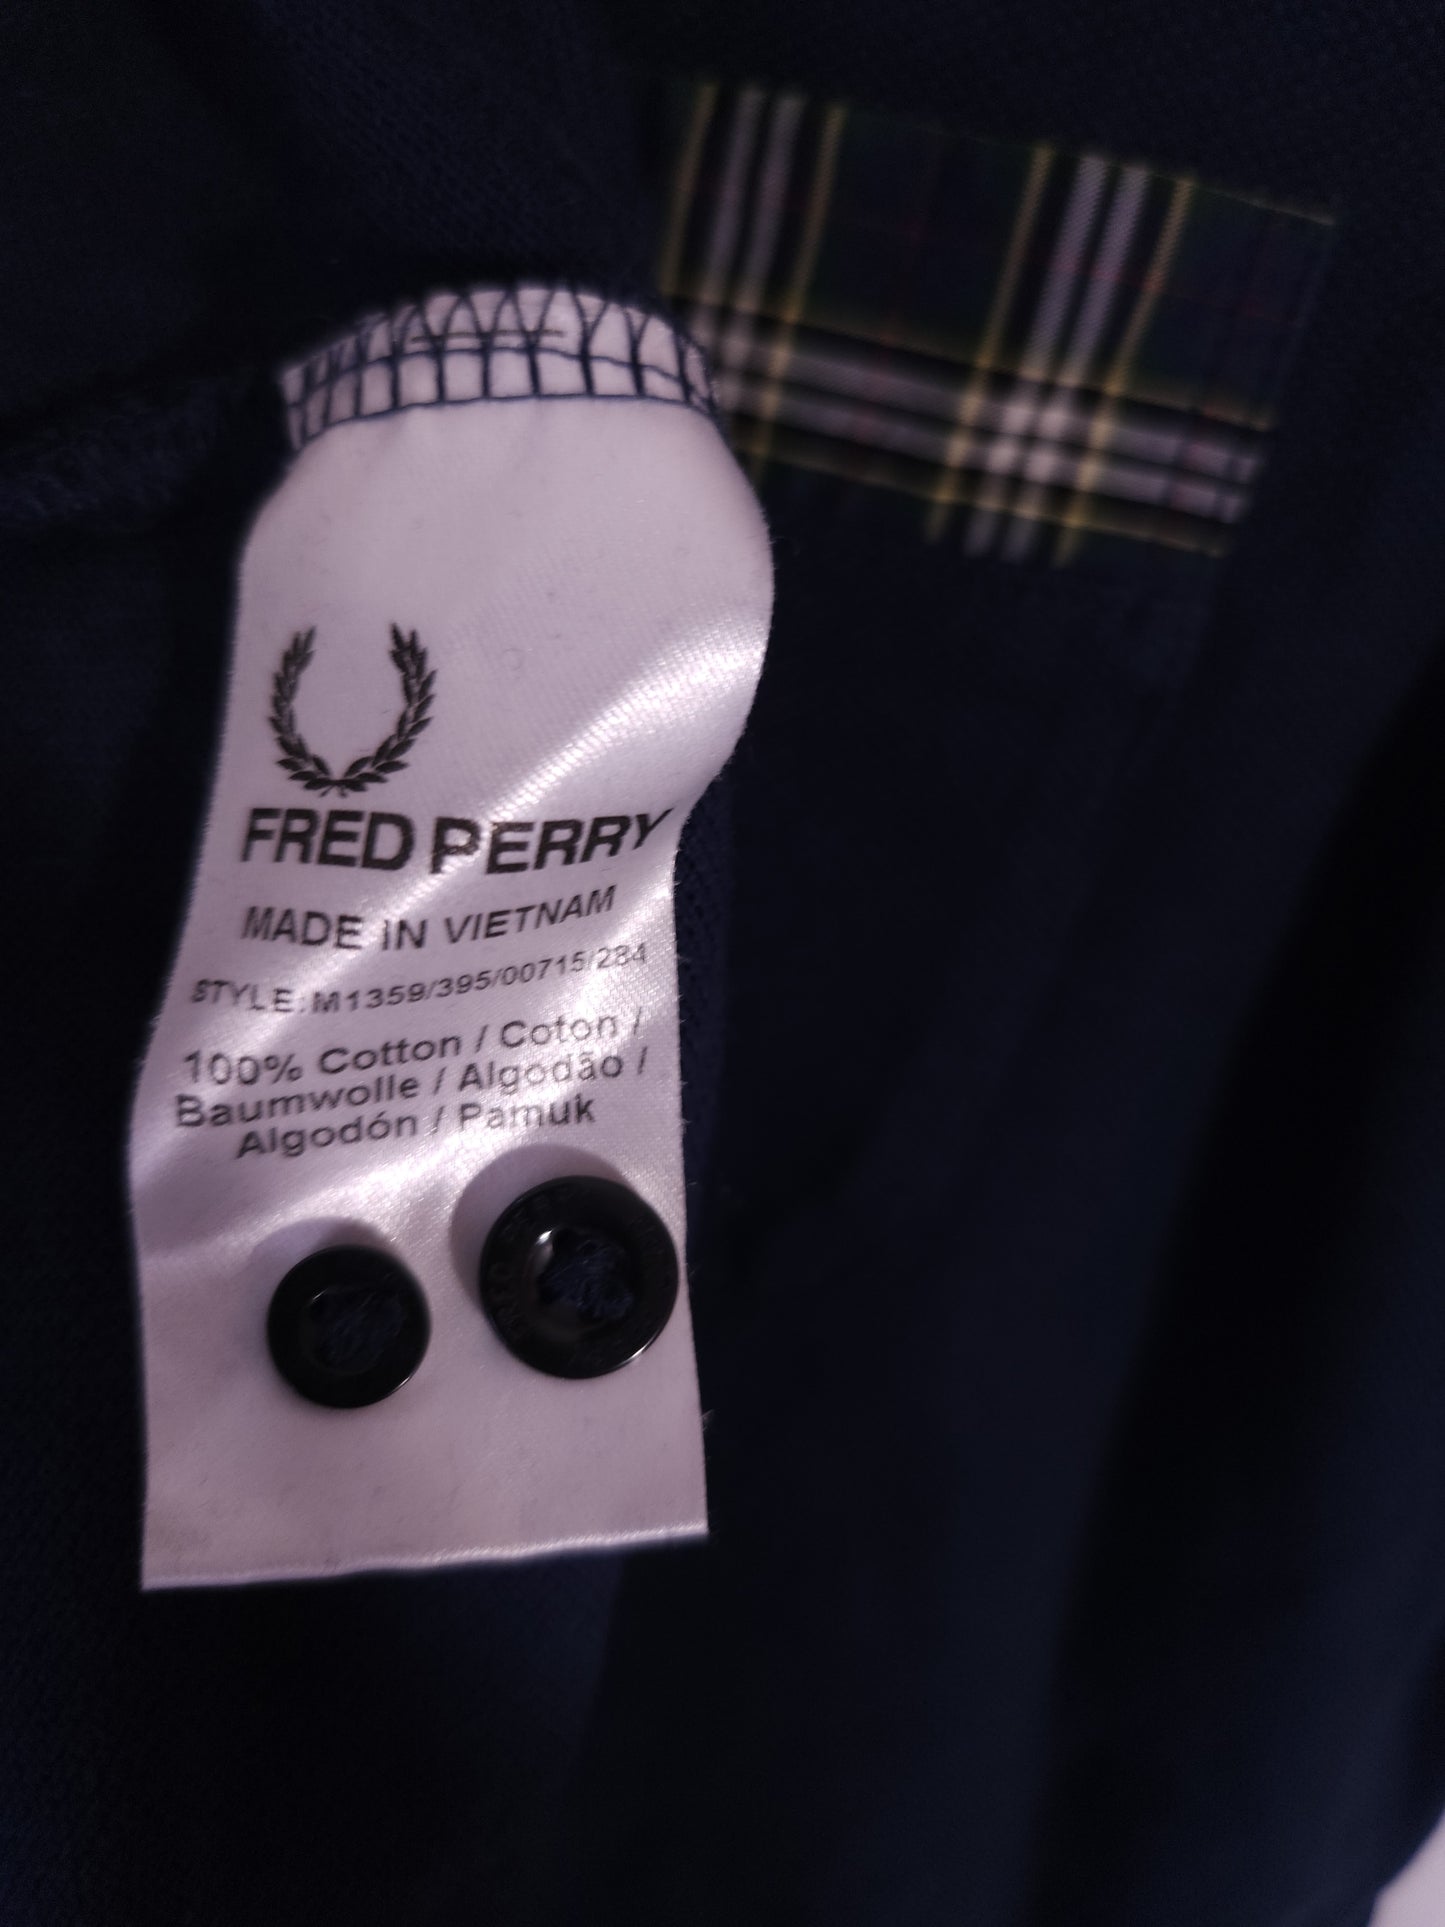 FRED PERRY
MADE IN VIETNAM
STYLE:M1359/395/00715/284
100% Cotton / Coton /
Baumwolle / Algodão /
Algodón / Pamuk